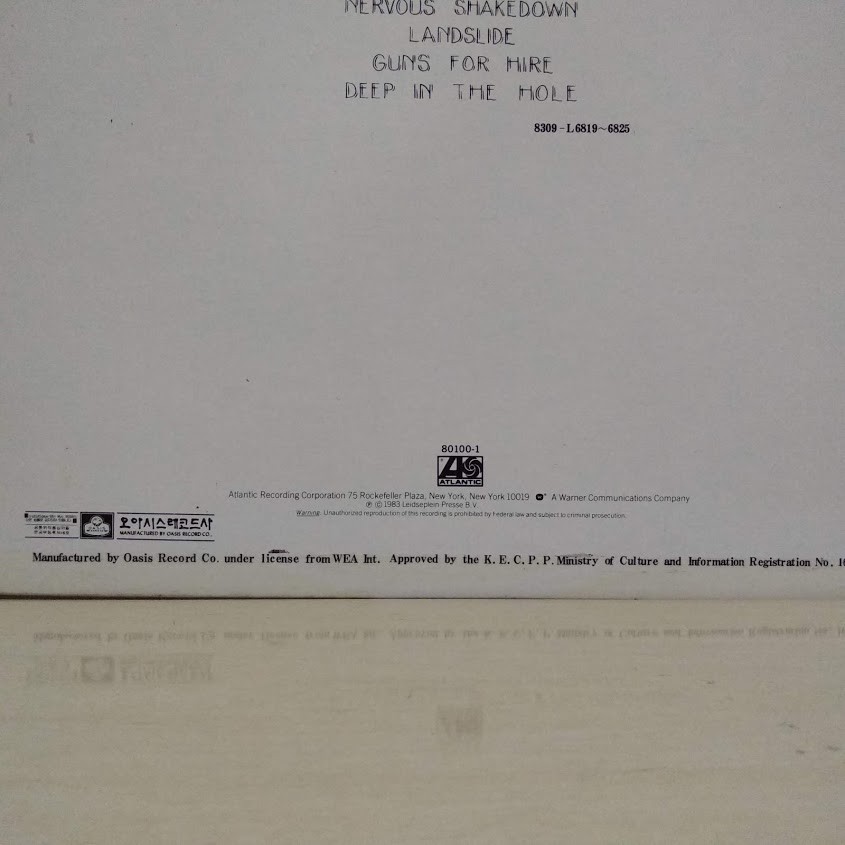 NERVOUS SHAKEDOWN
LANDSLIDE
GUNS FOR HIRE
DEEP IN THE HOLE
8309-L6819~6825
80100-1
ATLANTIC
Atlantic Recording Corporation 75 Rockefeller Plaza, New York, New York 10019 A Warner Communications Company
℗ © 1983 Leidseplein Presse B.V.
Warning: Unauthorized reproduction of this recording is prohibited by Federal law and subject to criminal prosecution.
오아시스레코드사
MANUFACTURED BY OASIS RECORD CO.
Manufactured by Oasis Record Co. under license from WEA Int. Approved by the K. E. C. P. P. Ministry of Culture and Information Registration No.